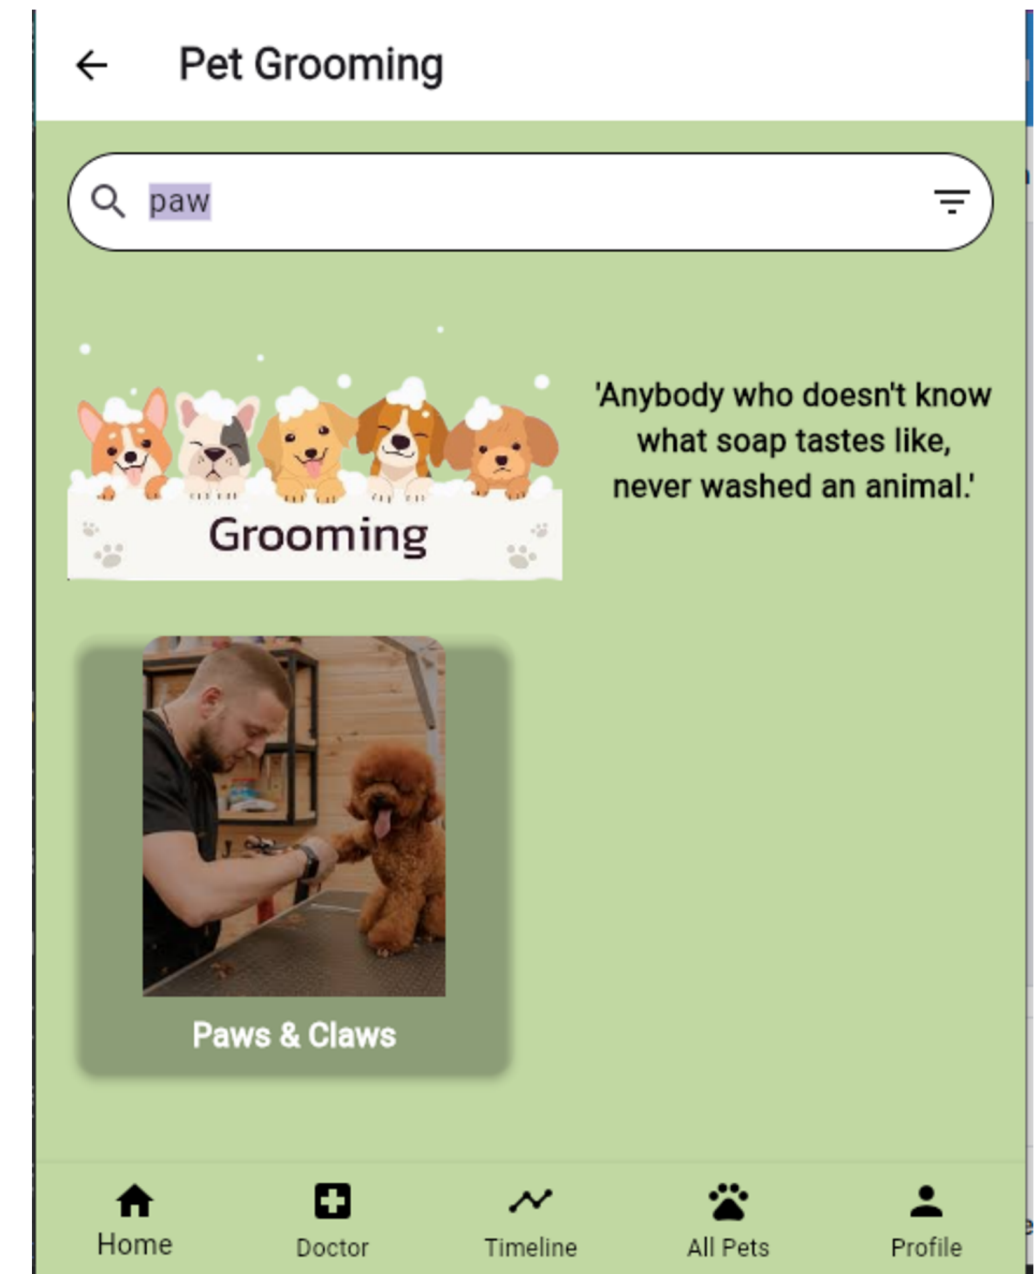 Pet Grooming
paw
'Anybody who doesn't know
what soap tastes like,
never washed an animal.'
Grooming
Paws & Claws
Home
Doctor
Timeline
All Pets
Profile